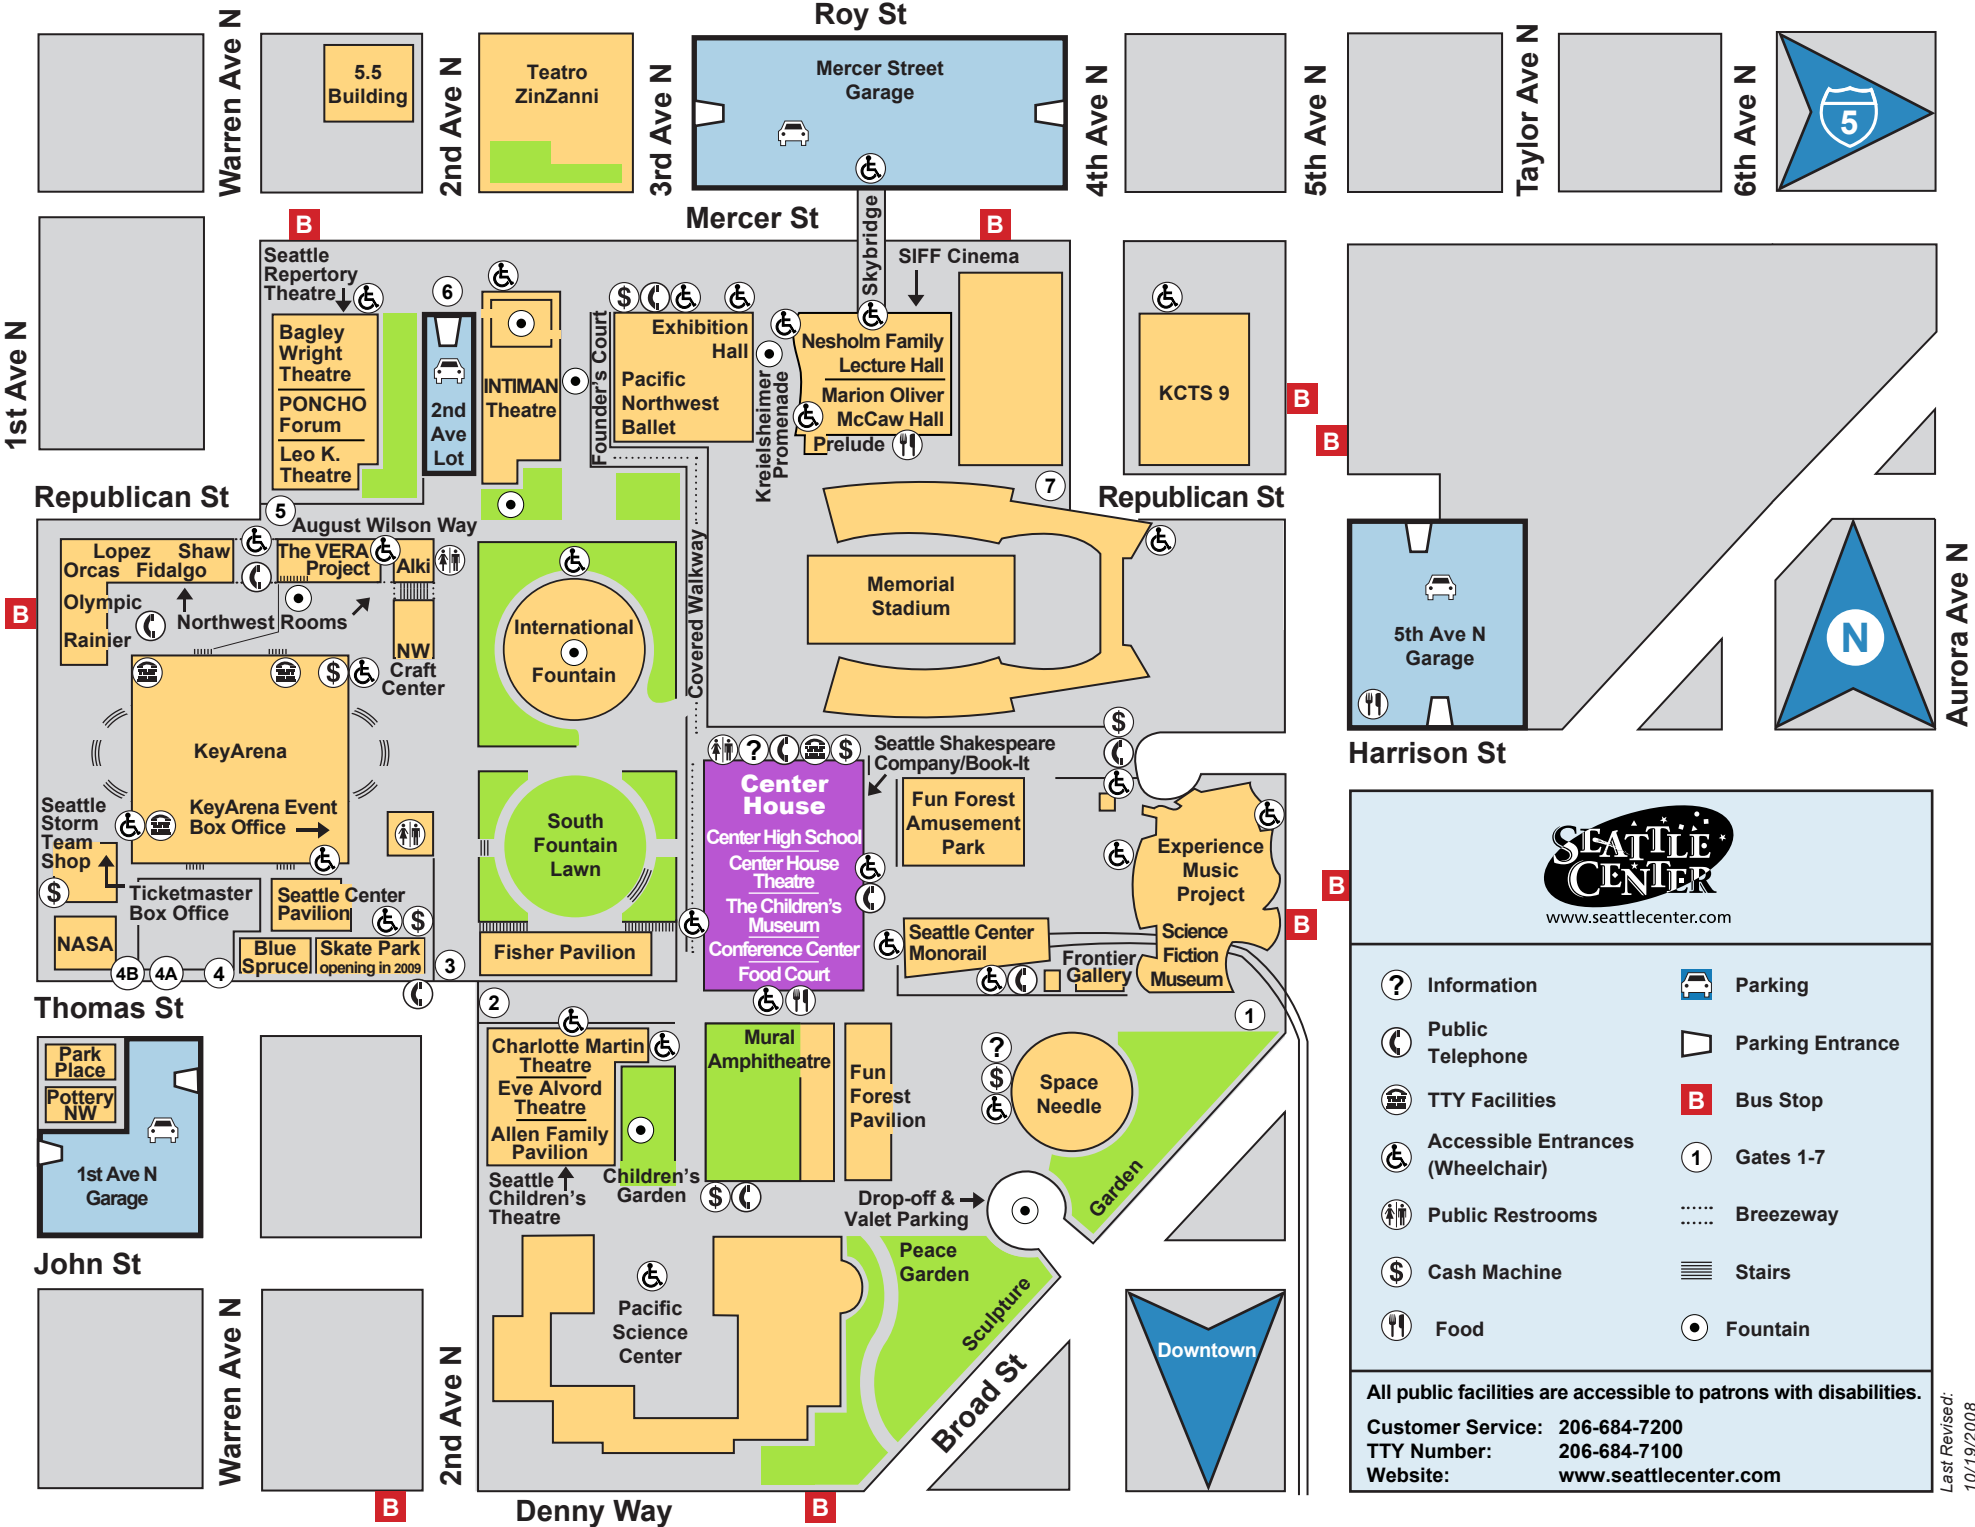 Roy St
Warren Ave N
2nd Ave N
3rd Ave N
4th Ave N
5th Ave N
Taylor Ave N
6th Ave N
5.5
Building
Teatro
ZinZanni
Mercer Street
Garage
5
Mercer St
B
B
Skybridge
SIFF Cinema
Seattle
Repertory
Theatre
6
1st Ave N
Bagley
Wright
Theatre
PONCHO
Forum
Leo K.
Theatre
2nd
Ave
Lot
INTIMAN
Theatre
Founder's Court
$
Exhibition
Hall
Pacific
Northwest
Ballet
Kreielsheimer
Promenade
Nesholm Family
Lecture Hall
Marion Oliver
McCaw Hall
Prelude
KCTS 9
B
B
Republican St
5
7
Republican St
August Wilson Way
Lopez Shaw
Orcas Fidalgo
Olympic
Rainier
The VERA
Project
Alki
Northwest Rooms
NW
Craft
Center
B
International
Fountain
Covered Walkway
Memorial
Stadium
5th Ave N
Garage
N
Aurora Ave N
Harrison St
$
KeyArena
KeyArena Event
Box Office
Seattle
Storm
Team
Shop
$
Ticketmaster
Box Office
NASA
Seattle Center
Pavilion
$
Blue
Spruce
Skate Park
opening in 2009
4B
4A
4
3
South
Fountain
Lawn
Fisher Pavilion
?
$
Center
House
Center High School
Center House
Theatre
The Children's
Museum
Conference Center
Food Court
Seattle Shakespeare
Company/Book-It
$
Fun Forest
Amusement
Park
Experience
Music
Project
Science
Fiction
Museum
Seattle Center
Monorail
Frontier
Gallery
B
B
Thomas St
2
1
Park
Place
Pottery
NW
1st Ave N
Garage
Charlotte Martin
Theatre
Eve Alvord
Theatre
Allen Family
Pavilion
Seattle
Children's
Theatre
Children's
Garden
Mural
Amphitheatre
$
Fun
Forest
Pavilion
?
$
Space
Needle
Garden
Drop-off &
Valet Parking
John St
Warren Ave N
2nd Ave N
Pacific
Science
Center
Peace
Garden
Sculpture
Broad St
Downtown
B
Denny Way
B
SEATTLE
CENTER
www.seattlecenter.com
? Information
Public
Telephone
TTY Facilities
Accessible Entrances
(Wheelchair)
Public Restrooms
$ Cash Machine
Food
Parking
Parking Entrance
B Bus Stop
1 Gates 1-7
Breezeway
Stairs
Fountain
All public facilities are accessible to patrons with disabilities.
Customer Service: 206-684-7200
TTY Number: 206-684-7100
Website: www.seattlecenter.com
Last Revised:
10/19/2008